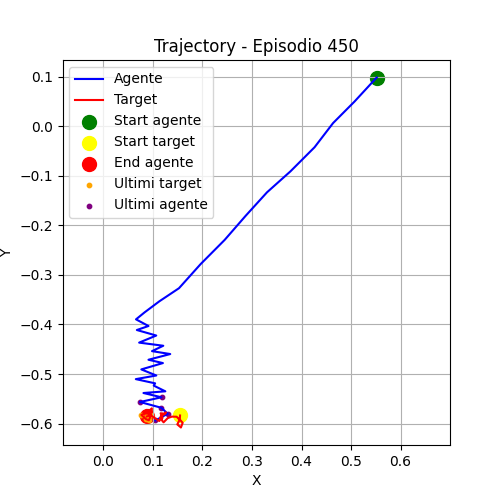 Trajectory - Episodio 450
Agente
Target
Start agente
Start target
End agente
Ultimi target
Ultimi agente
0.1
0.0
−0.1
−0.2
−0.3
−0.4
−0.5
−0.6
Y
0.0 0.1 0.2 0.3 0.4 0.5 0.6
X